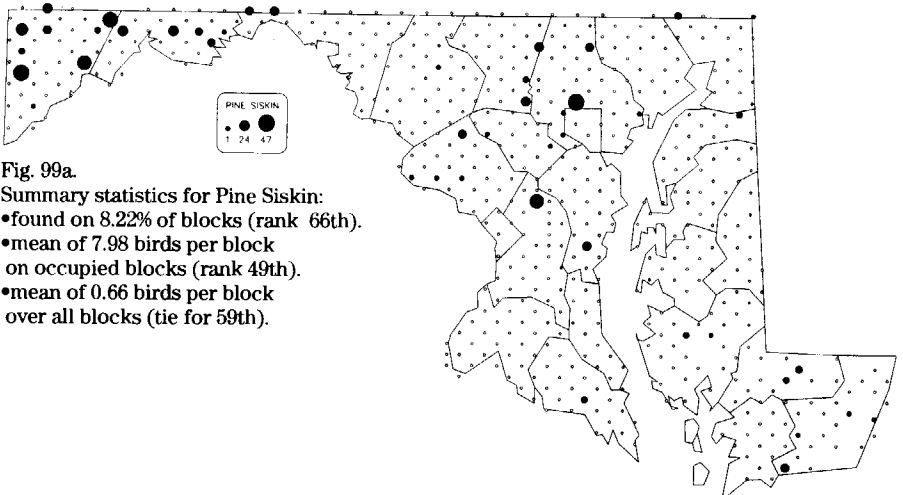 PINE SISKIN
1 24 47
Fig. 99a.
Summary statistics for Pine Siskin:
•found on 8.22% of blocks (rank 66th).
•mean of 7.98 birds per block
on occupied blocks (rank 49th).
•mean of 0.66 birds per block
over all blocks (tie for 59th).